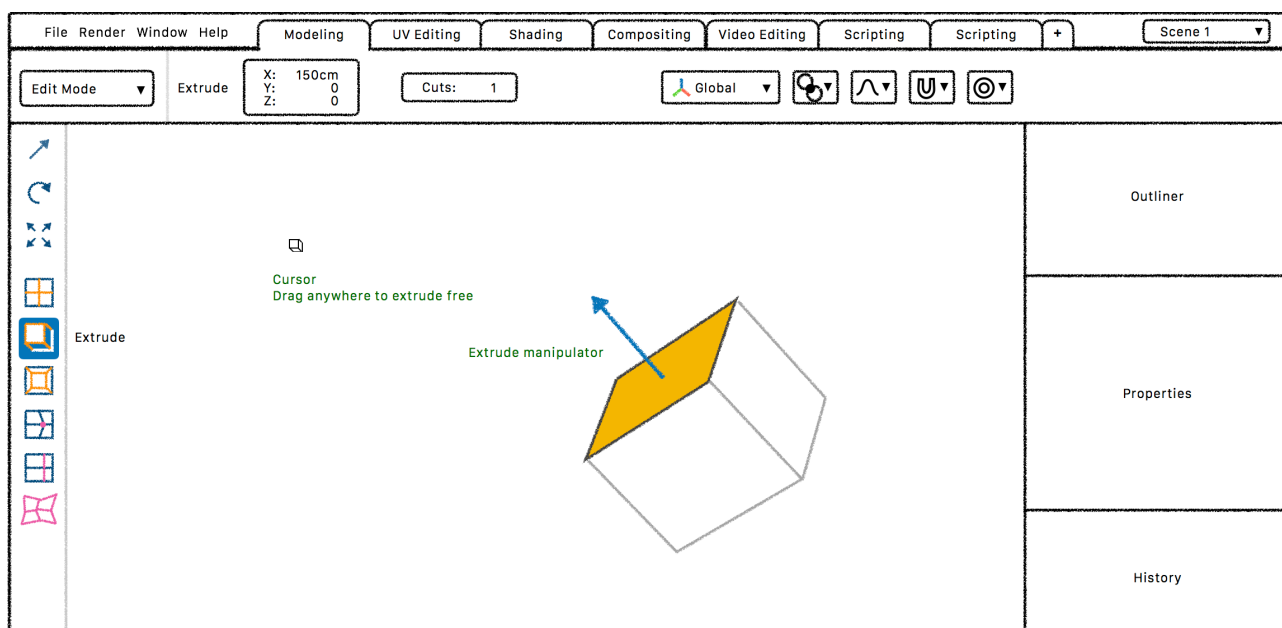 File Render Window Help
Modeling
UV Editing
Shading
Compositing
Video Editing
Scripting
Scripting
+
Scene 1
Edit Mode
Extrude
X: 150cm
Y: 0
Z: 0
Cuts: 1
Global
Outliner
Cursor
Drag anywhere to extrude free
Extrude
Extrude manipulator
Properties
History